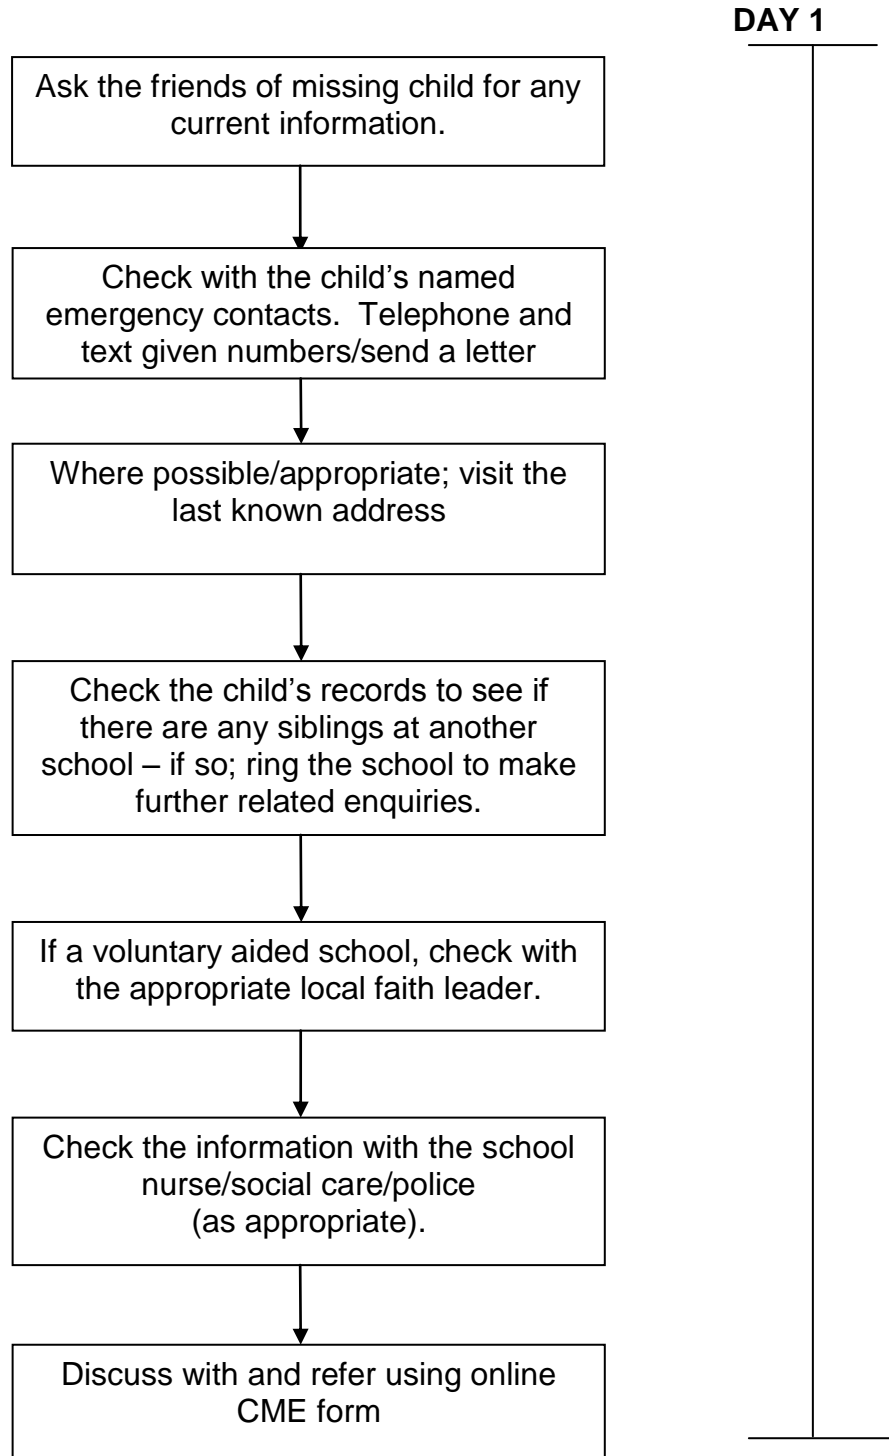 DAY 1
Ask the friends of missing child for any
current information.
Check with the child's named
emergency contacts.  Telephone and
text given numbers/send a letter
Where possible/appropriate; visit the
last known address
Check the child's records to see if
there are any siblings at another
school – if so; ring the school to make
further related enquiries.
If a voluntary aided school, check with
the appropriate local faith leader.
Check the information with the school
nurse/social care/police
(as appropriate).
Discuss with and refer using online
CME form